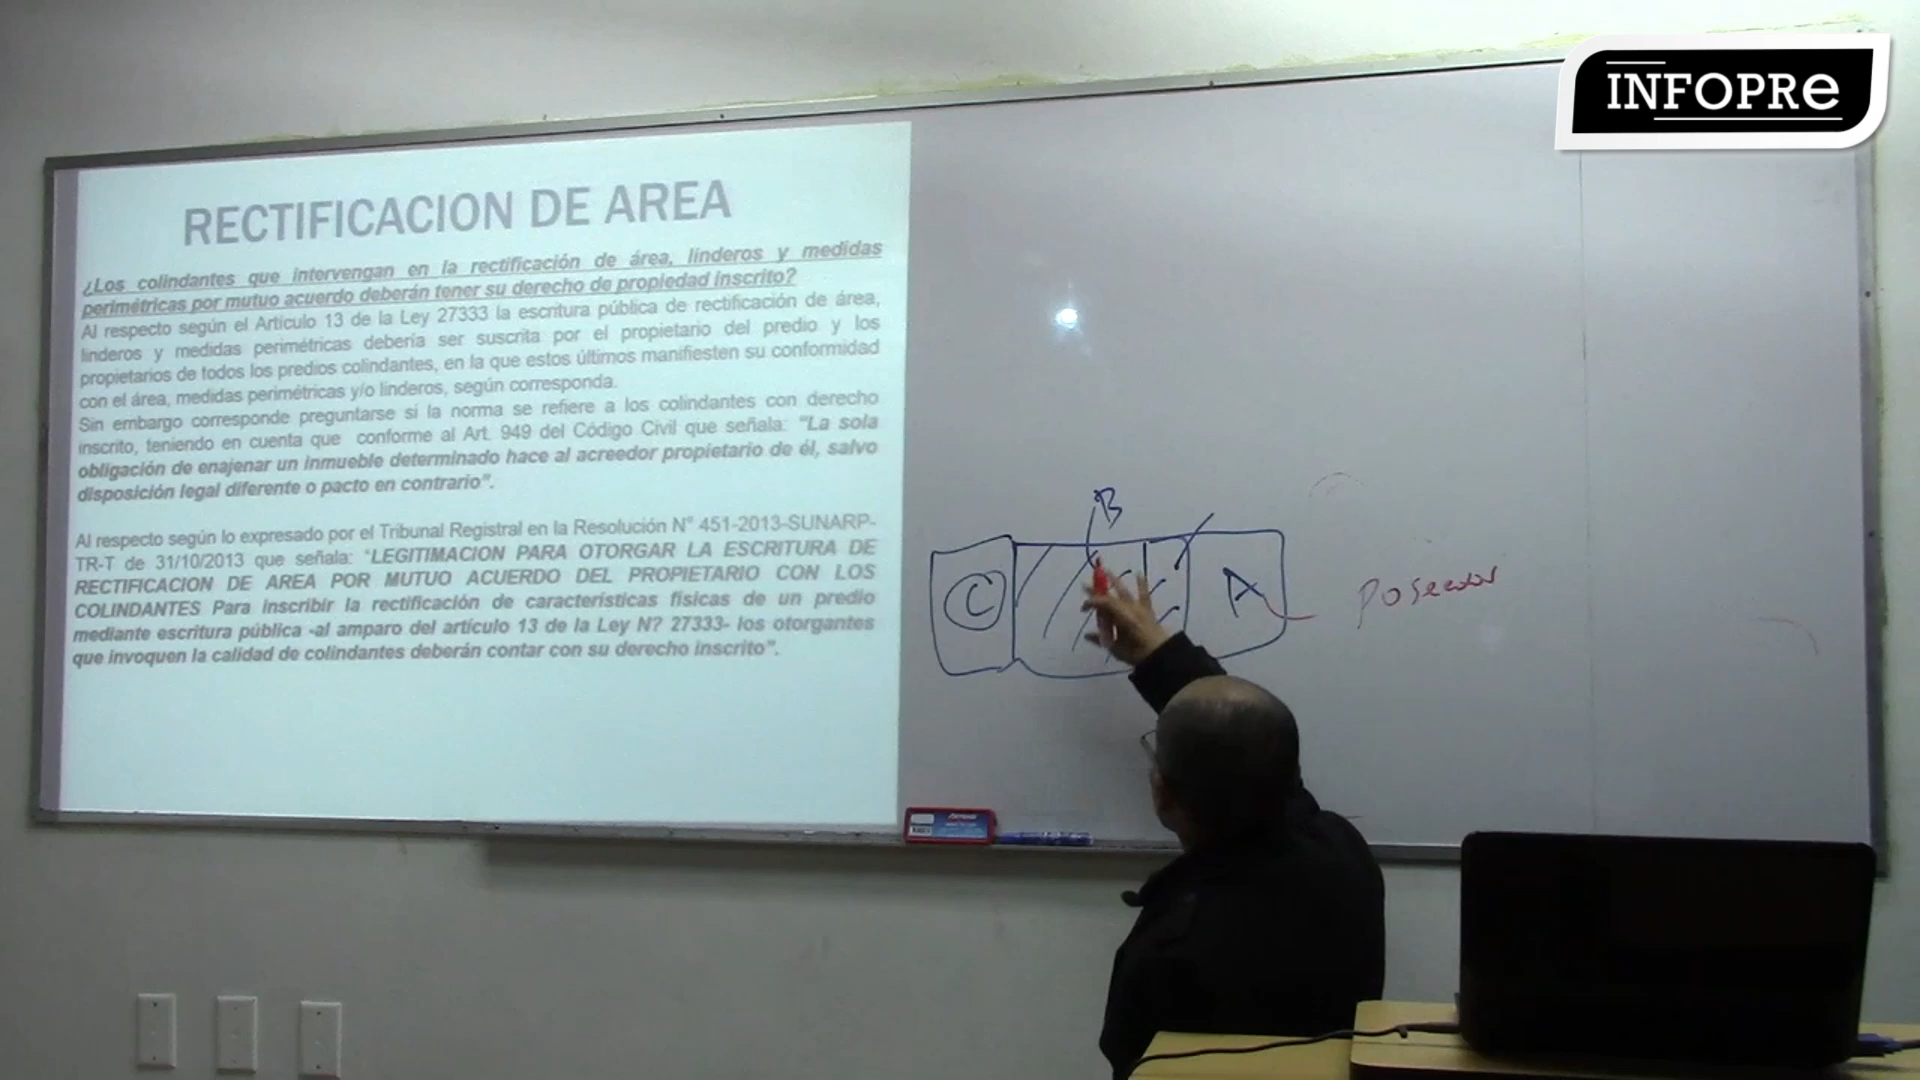 INFOPRe
RECTIFICACION DE AREA
¿Los colindantes que intervengan en la rectificación de área, linderos y medidas
perimétricas por mutuo acuerdo deberán tener su derecho de propiedad inscrito?
Al respecto según el Artículo 13 de la Ley 27333 la escritura pública de rectificación de área,
linderos y medidas perimétricas debería ser suscrita por el propietario del predio y los
propietarios de todos los predios colindantes, en la que estos últimos manifiesten su conformidad
con el área, medidas perimétricas y/o linderos, según corresponda.
Sin embargo corresponde preguntarse si la norma se refiere a los colindantes con derecho
inscrito, teniendo en cuenta que conforme al Art. 949 del Código Civil que señala: "La sola
obligación de enajenar un inmueble determinado hace al acreedor propietario de él, salvo
disposición legal diferente o pacto en contrario".
Al respecto según lo expresado por el Tribunal Registral en la Resolución N° 451-2013-SUNARP-
TR-T de 31/10/2013 que señala: "LEGITIMACION PARA OTORGAR LA ESCRITURA DE
RECTIFICACION DE AREA POR MUTUO ACUERDO DEL PROPIETARIO CON LOS
COLINDANTES Para inscribir la rectificación de características físicas de un predio
mediante escritura pública -al amparo del artículo 13 de la Ley N? 27333- los otorgantes
que invoquen la calidad de colindantes deberán contar con su derecho inscrito".
B
C
A
Poseedor